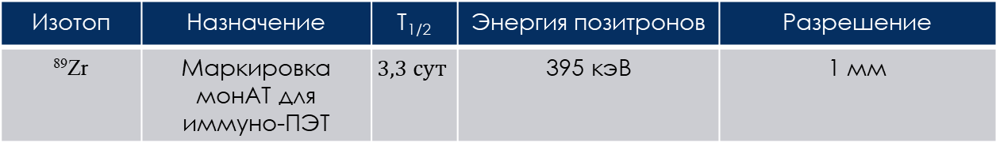 Изотоп Назначение T1/2 Энергия позитронов Разрешение
⁸⁹Zr Маркировка 3,3 сут 395 кэВ 1 мм
монАТ для
иммуно-ПЭТ